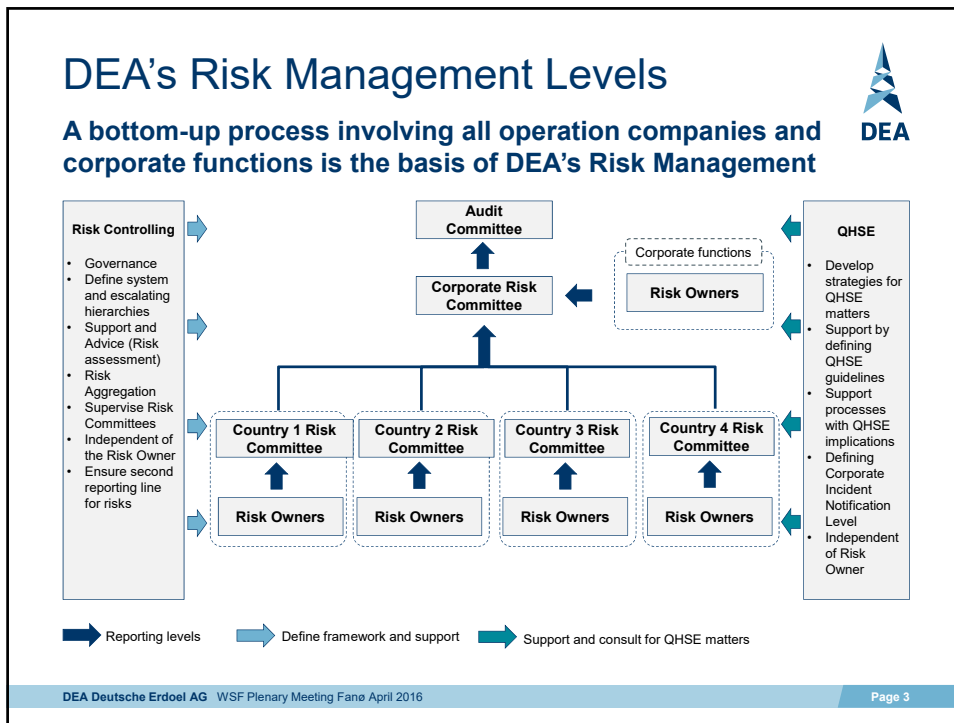 DEA's Risk Management Levels
DEA
A bottom-up process involving all operation companies and
corporate functions is the basis of DEA's Risk Management
Risk Controlling
• Governance
• Define system
and escalating
hierarchies
• Support and
Advice (Risk
assessment)
• Risk
Aggregation
• Supervise Risk
Committees
• Independent of
the Risk Owner
• Ensure second
reporting line
for risks
Audit
Committee
Corporate Risk
Committee
Corporate functions
Risk Owners
Country 1 Risk
Committee
Risk Owners
Country 2 Risk
Committee
Risk Owners
Country 3 Risk
Committee
Risk Owners
Country 4 Risk
Committee
Risk Owners
QHSE
• Develop
strategies for
QHSE
matters
• Support by
defining
QHSE
guidelines
• Support
processes
with QHSE
implications
• Defining
Corporate
Incident
Notification
Level
• Independent
of Risk
Owner
Reporting levels
Define framework and support
Support and consult for QHSE matters
DEA Deutsche Erdoel AG WSF Plenary Meeting Fanø April 2016
Page 3